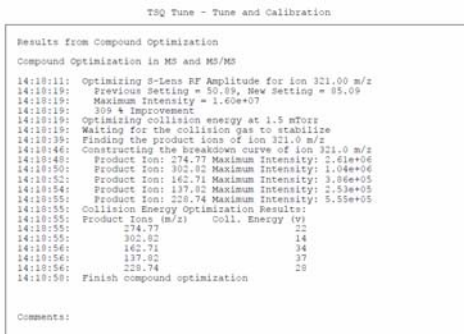 TSQ Tune - Tune and Calibration
Results from Compound Optimization
Compound Optimization in MS and MS/MS
14:18:11: Optimizing S-Lens RF Amplitude for ion 321.00 m/z
14:18:19: Previous Setting = 50.89, New Setting = 85.09
14:18:19: Maximum Intensity = 1.60e+07
14:18:19: 309 % Improvement
14:18:19: Optimizing collision energy at 1.5 mTorr
14:18:19: Waiting for the collision gas to stabilize
14:18:39: Finding the product ions of ion 321.0 m/z
14:18:46: Constructing the breakdown curve of ion 321.0 m/z
14:18:48: Product Ion: 274.77 Maximum Intensity: 2.61e+06
14:18:50: Product Ion: 302.82 Maximum Intensity: 1.04e+06
14:18:52: Product Ion: 162.71 Maximum Intensity: 3.86e+05
14:18:54: Product Ion: 137.82 Maximum Intensity: 2.53e+05
14:18:55: Product Ion: 228.74 Maximum Intensity: 5.55e+05
14:18:55: Collision Energy Optimization Results:
14:18:55: Product Ions (m/z) Coll. Energy (v)
14:18:55: 274.77 22
14:18:56: 302.82 14
14:18:56: 162.71 34
14:18:56: 137.82 37
14:18:56: 228.74 28
14:18:58: Finish compound optimization
Comments: